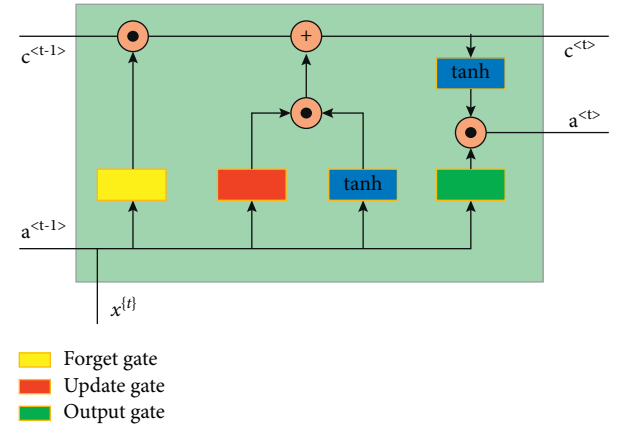 c<t-1>
+
tanh
c<t>
a<t>
tanh
a<t-1>
x{t}
Forget gate
Update gate
Output gate